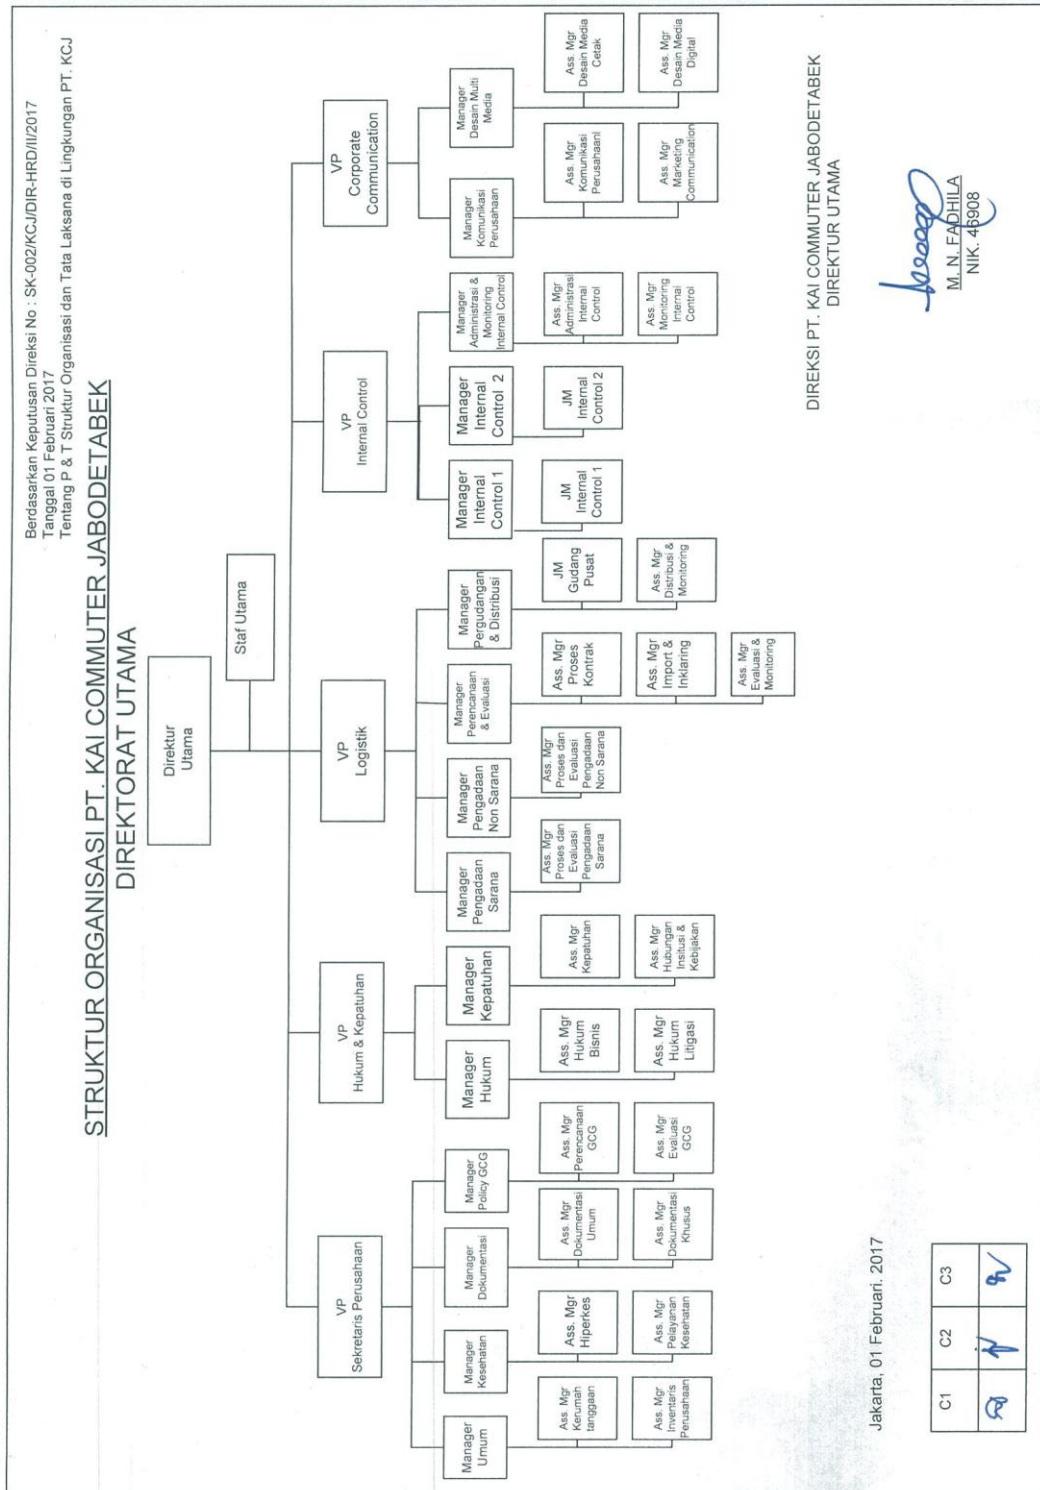 Berdasarkan Keputusan Direksi No : SK-002/KCJ/DIR-HRD/II/2017
Tanggal 01 Februari 2017
Tentang P & T Struktur Organisasi dan Tata Laksana di Lingkungan PT. KCJ
STRUKTUR ORGANISASI PT. KAI COMMUTER JABODETABEK
DIREKTORAT UTAMA
Direktur
Utama
Staf Utama
VP
Sekretaris Perusahaan
VP
Hukum & Kepatuhan
VP
Logistik
VP
Internal Control
VP
Corporate
Communication
Manager
Umum
Manager
Kesehatan
Manager
Dokumentasi
Manager
Policy GCG
Manager
Hukum
Manager
Kepatuhan
Manager
Pengadaan
Sarana
Manager
Pengadaan
Non Sarana
Manager
Perencanaan
& Evaluasi
Manager
Pergudangan
& Distribusi
Manager
Internal
Control 1
Manager
Internal
Control 2
Manager
Administrasi &
Monitoring
Internal Control
Manager
Komunikasi
Perusahaan
Manager
Desain Multi
Media
Ass. Mgr
Kerumah
tanggaan
Ass. Mgr
Hiperkes
Ass. Mgr
Dokumentasi
Umum
Ass. Mgr
Perencanaan
GCG
Ass. Mgr
Hukum
Bisnis
Ass. Mgr
Kepatuhan
Ass. Mgr
Proses dan
Evaluasi
Pengadaan
Sarana
Ass. Mgr
Proses dan
Evaluasi
Pengadaan
Non Sarana
Ass. Mgr
Proses
Kontrak
JM
Gudang
Pusat
JM
Internal
Control 1
JM
Internal
Control 2
Ass. Mgr
Administrasi
Internal
Control
Ass. Mgr
Komunikasi
PerusahaanI
Ass. Mgr
Desain Media
Cetak
Ass. Mgr
Inventaris
Perusahaan
Ass. Mgr
Pelayanan
Kesehatan
Ass. Mgr
Dokumentasi
Khusus
Ass. Mgr
Evaluasi
GCG
Ass. Mgr
Hukum
Litigasi
Ass. Mgr
Hubungan
Insitusi &
Kebijakan
Ass. Mgr
Import &
Inklaring
Ass. Mgr
Distribusi &
Monitoring
Ass. Mgr
Monitoring
Internal
Control
Ass. Mgr
Marketing
Communication
Ass. Mgr
Desain Media
Digital
Ass. Mgr
Evaluasi &
Monitoring
DIREKSI PT. KAI COMMUTER JABODETABEK
DIREKTUR UTAMA
M. N. FADHILA
NIK. 46908
Jakarta, 01 Februari. 2017
C1 C2 C3